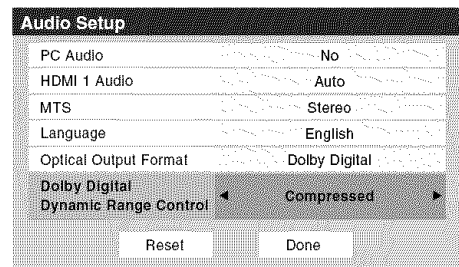 Audio Setup
PC Audio No
HDMI 1 Audio Auto
MTS Stereo
Language English
Optical Output Format Dolby Digital
Dolby Digital
Dynamic Range Control Compressed
Reset Done